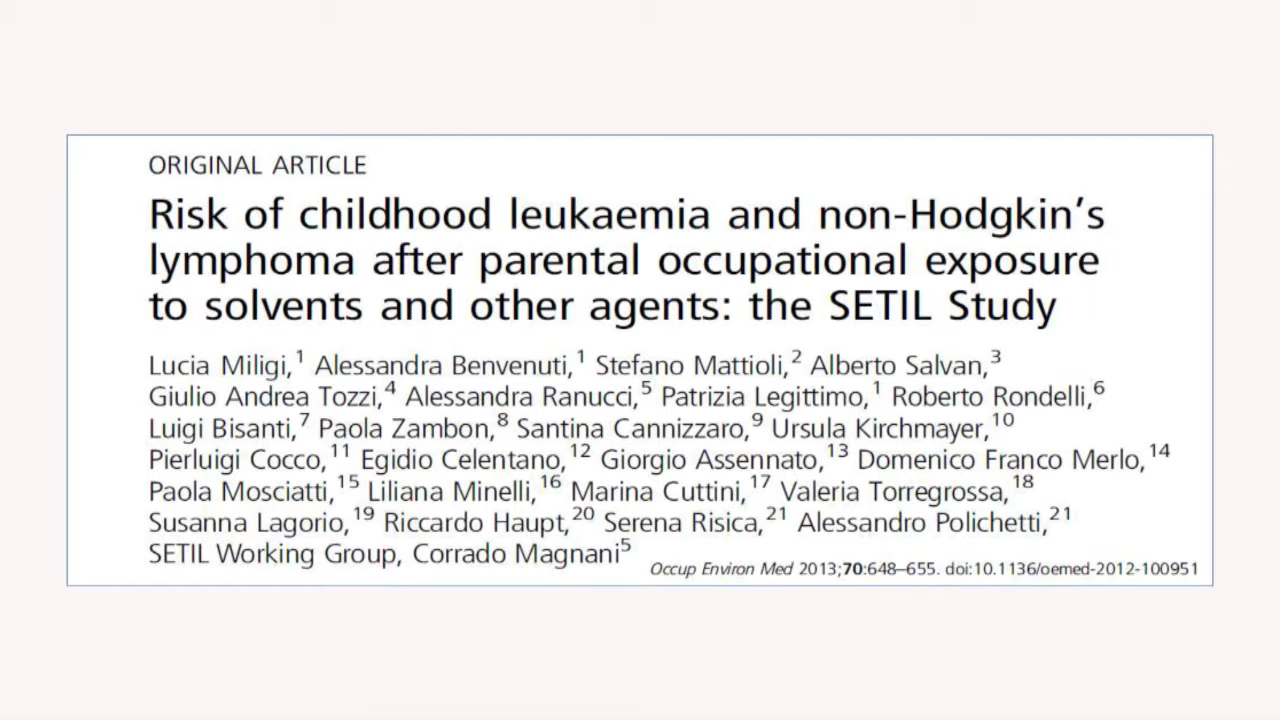 ORIGINAL ARTICLE
Risk of childhood leukaemia and non-Hodgkin's
lymphoma after parental occupational exposure
to solvents and other agents: the SETIL Study
Lucia Miligi,1 Alessandra Benvenuti,1 Stefano Mattioli,2 Alberto Salvan,3
Giulio Andrea Tozzi,4 Alessandra Ranucci,5 Patrizia Legittimo,1 Roberto Rondelli,6
Luigi Bisanti,7 Paola Zambon,8 Santina Cannizzaro,9 Ursula Kirchmayer,10
Pierluigi Cocco,11 Egidio Celentano,12 Giorgio Assennato,13 Domenico Franco Merlo,14
Paola Mosciatti,15 Liliana Minelli,16 Marina Cuttini,17 Valeria Torregrossa,18
Susanna Lagorio,19 Riccardo Haupt,20 Serena Risica,21 Alessandro Polichetti,21
SETIL Working Group, Corrado Magnani5
Occup Environ Med 2013;70:648–655. doi:10.1136/oemed-2012-100951